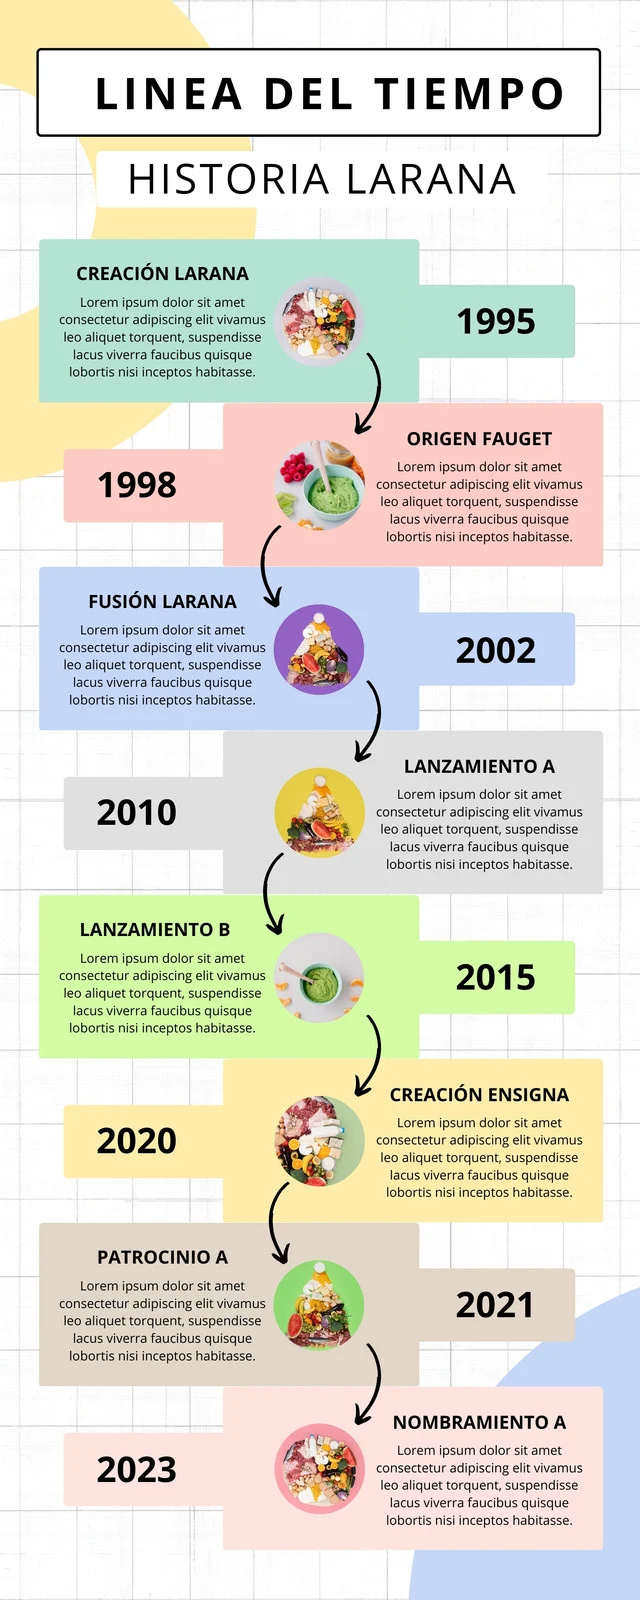 LINEA DEL TIEMPO
HISTORIA LARANA
CREACIÓN LARANA
Lorem ipsum dolor sit amet
consectetur adipiscing elit vivamus
leo aliquet torquent, suspendisse
lacus viverra faucibus quisque
lobortis nisi inceptos habitasse.
1995
ORIGEN FAUGET
Lorem ipsum dolor sit amet
consectetur adipiscing elit vivamus
leo aliquet torquent, suspendisse
lacus viverra faucibus quisque
lobortis nisi inceptos habitasse.
1998
FUSIÓN LARANA
Lorem ipsum dolor sit amet
consectetur adipiscing elit vivamus
leo aliquet torquent, suspendisse
lacus viverra faucibus quisque
lobortis nisi inceptos habitasse.
2002
LANZAMIENTO A
Lorem ipsum dolor sit amet
consectetur adipiscing elit vivamus
leo aliquet torquent, suspendisse
lacus viverra faucibus quisque
lobortis nisi inceptos habitasse.
2010
LANZAMIENTO B
Lorem ipsum dolor sit amet
consectetur adipiscing elit vivamus
leo aliquet torquent, suspendisse
lacus viverra faucibus quisque
lobortis nisi inceptos habitasse.
2015
CREACIÓN ENSIGNA
Lorem ipsum dolor sit amet
consectetur adipiscing elit vivamus
leo aliquet torquent, suspendisse
lacus viverra faucibus quisque
lobortis nisi inceptos habitasse.
2020
PATROCINIO A
Lorem ipsum dolor sit amet
consectetur adipiscing elit vivamus
leo aliquet torquent, suspendisse
lacus viverra faucibus quisque
lobortis nisi inceptos habitasse.
2021
NOMBRAMIENTO A
Lorem ipsum dolor sit amet
consectetur adipiscing elit vivamus
leo aliquet torquent, suspendisse
lacus viverra faucibus quisque
lobortis nisi inceptos habitasse.
2023